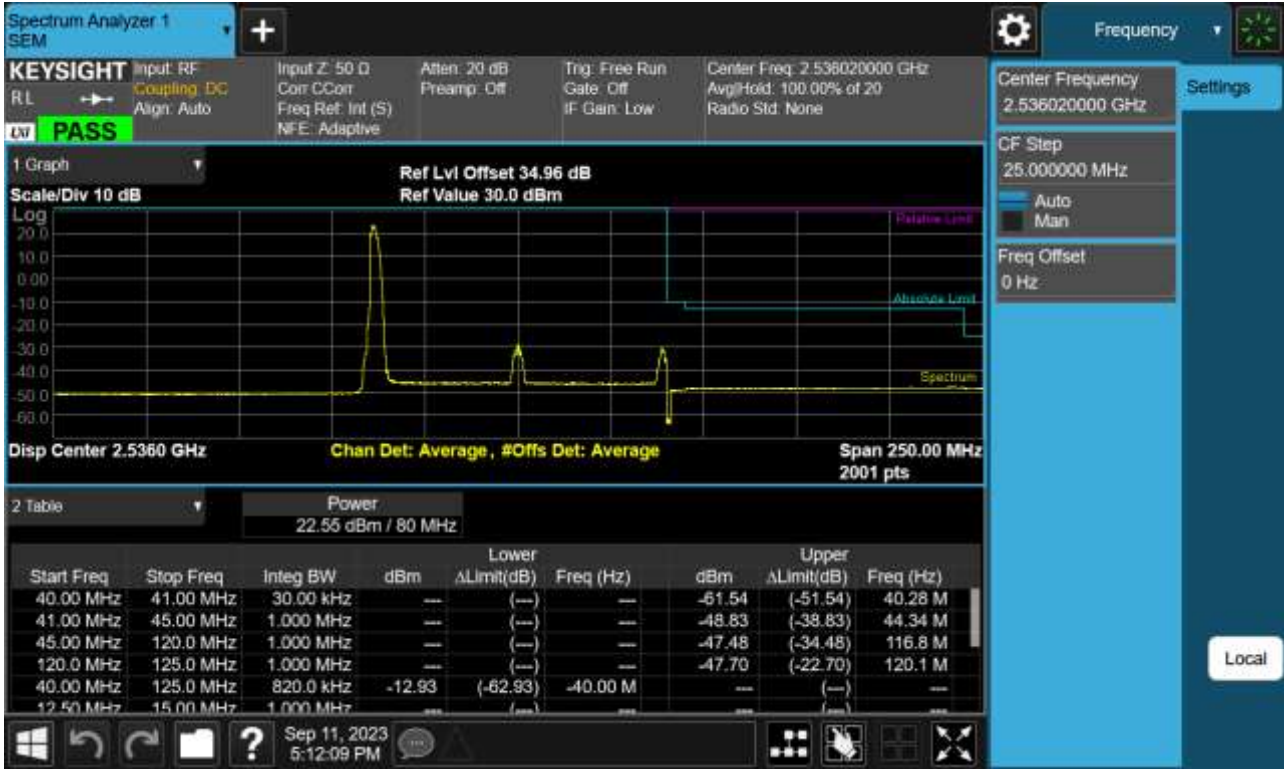 Spectrum Analyzer 1
SEM
Frequency
KEYSIGHT
RL
LXI
PASS
Input: RF
Coupling: DC
Align: Auto
Input Z: 50 Ω
Corr CCorr
Freq Ref: Int (S)
NFE: Adaptive
Atten: 20 dB
Preamp: Off
Trig: Free Run
Gate: Off
IF Gain: Low
Center Freq: 2.536020000 GHz
Avg|Hold: 100.00% of 20
Radio Std: None
Center Frequency
2.536020000 GHz
Settings
CF Step
25.000000 MHz
Auto
Man
Freq Offset
0 Hz
Local
1 Graph
Scale/Div 10 dB
Ref Lvl Offset 34.96 dB
Ref Value 30.0 dBm
Log
20.0
10.0
0.00
-10.0
-20.0
-30.0
-40.0
-50.0
-60.0
Relative Limit
Absolute Limit
Spectrum
Disp Center 2.5360 GHz
Chan Det: Average, #Offs Det: Average
Span 250.00 MHz
2001 pts
2 Table
Power
22.55 dBm / 80 MHz
Lower Upper
Start Freq Stop Freq Integ BW dBm ΔLimit(dB) Freq (Hz) dBm ΔLimit(dB) Freq (Hz)
40.00 MHz 41.00 MHz 30.00 kHz --- (---) --- -61.54 (-51.54) 40.28 M
41.00 MHz 45.00 MHz 1.000 MHz --- (---) --- -48.83 (-38.83) 44.34 M
45.00 MHz 120.0 MHz 1.000 MHz --- (---) --- -47.48 (-34.48) 116.8 M
120.0 MHz 125.0 MHz 1.000 MHz --- (---) --- -47.70 (-22.70) 120.1 M
40.00 MHz 125.0 MHz 820.0 kHz -12.93 (-62.93) -40.00 M --- (---) ---
12.50 MHz 15.00 MHz 1.000 MHz --- (---) --- --- (---) ---
?
Sep 11, 2023
5:12:09 PM